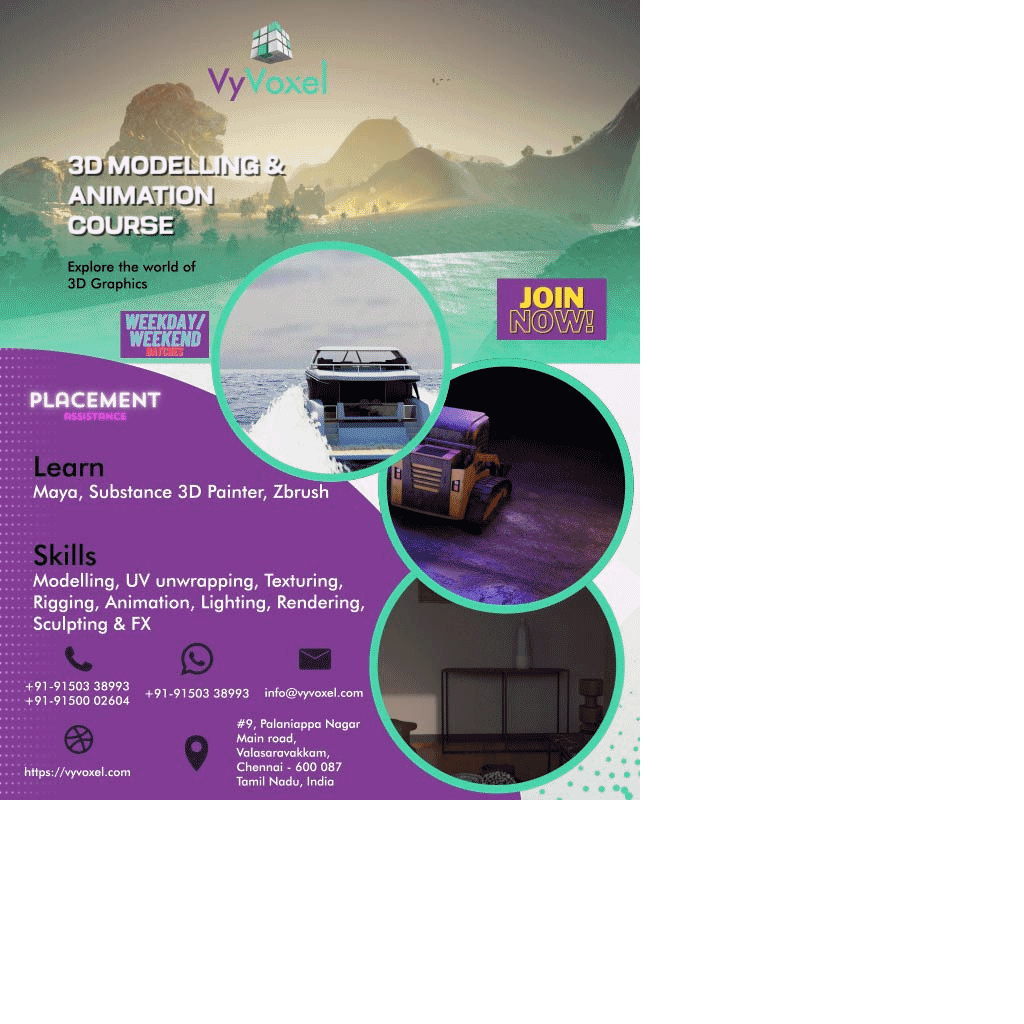 VyVoxel
3D MODELLING &
ANIMATION
COURSE
Explore the world of
3D Graphics
JOIN
NOW!
WEEKDAY/
WEEKEND
BATCHES
PLACEMENT
ASSISTANCE
Learn
Maya, Substance 3D Painter, Zbrush
Skills
Modelling, UV unwrapping, Texturing,
Rigging, Animation, Lighting, Rendering,
Sculpting & FX
+91-91503 38993
+91-91500 02604
+91-91503 38993
info@vyvoxel.com
https://vyvoxel.com
#9, Palaniappa Nagar
Main road,
Valasaravakkam,
Chennai - 600 087
Tamil Nadu, India